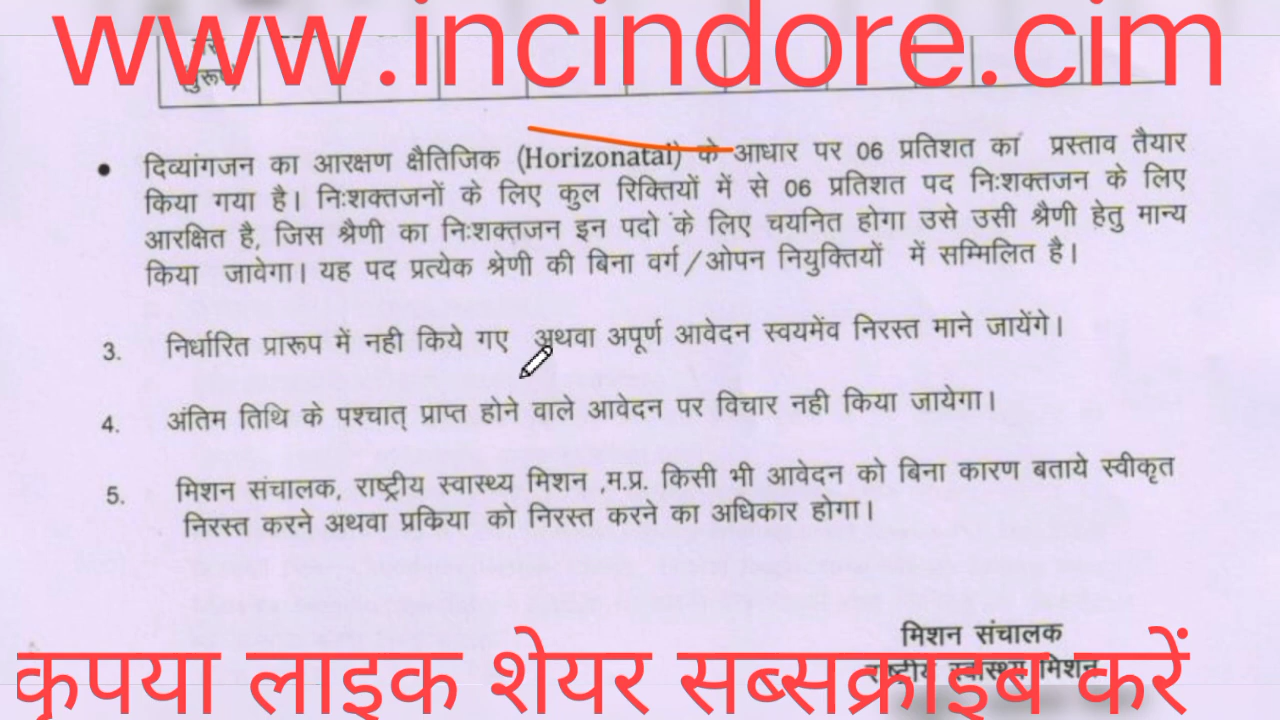 www.incindore.cim
दिव्यांगजन का आरक्षण क्षैतिजिक (Horizonatal) के आधार पर 06 प्रतिशत का प्रस्ताव तैयार
किया गया है। निःशक्तजनों के लिए कुल रिक्तियों में से 06 प्रतिशत पद निःशक्तजन के लिए
आरक्षित है, जिस श्रैणी का निःशक्तजन इन पदो के लिए चयनित होगा उसे उसी श्रैणी हेतु मान्य
किया जावेगा। यह पद प्रत्येक श्रेणी की बिना वर्ग/ओपन नियुक्तियों में सम्मिलित है।
3. निर्धारित प्रारूप में नही किये गए अथवा अपूर्ण आवेदन स्वयमेंव निरस्त माने जायेंगे।
4. अंतिम तिथि के पश्चात् प्राप्त होने वाले आवेदन पर विचार नही किया जायेगा।
5. मिशन संचालक, राष्ट्रीय स्वास्थ्य मिशन ,म.प्र. किसी भी आवेदन को बिना कारण बताये स्वीकृत
निरस्त करने अथवा प्रकिया को निरस्त करने का अधिकार होगा।
मिशन संचालक
राष्ट्रीय स्वास्थ्य मिशन
कृपया लाइक शेयर सब्सक्राइब करें